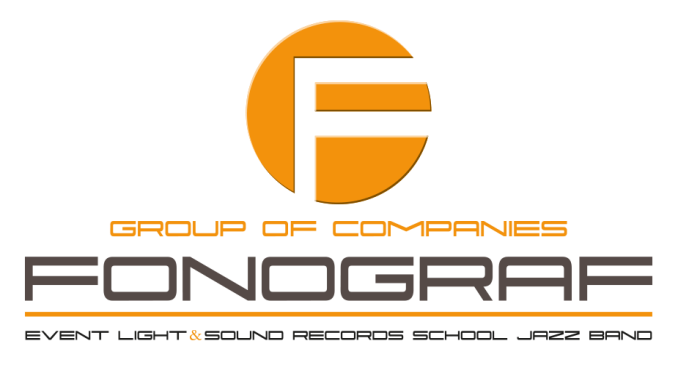 F
GROUP OF COMPANIES
FONOGRAF
EVENT LIGHT & SOUND RECORDS SCHOOL JAZZ BAND